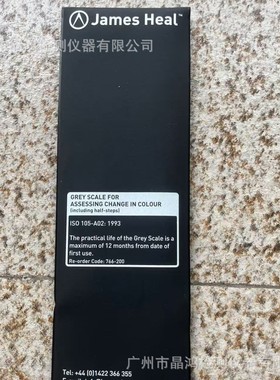 James Heal™
测仪器有限公司
GREY SCALE FOR
ASSESSING CHANGE IN COLOUR
(including half-steps)
ISO 105-A02: 1993
The practical life of the Grey Scale is a
maximum of 12 months from date of
first use.
Re-order Code: 766-200
Tel: +44 (0)1422 366 355
广州市晶鸿